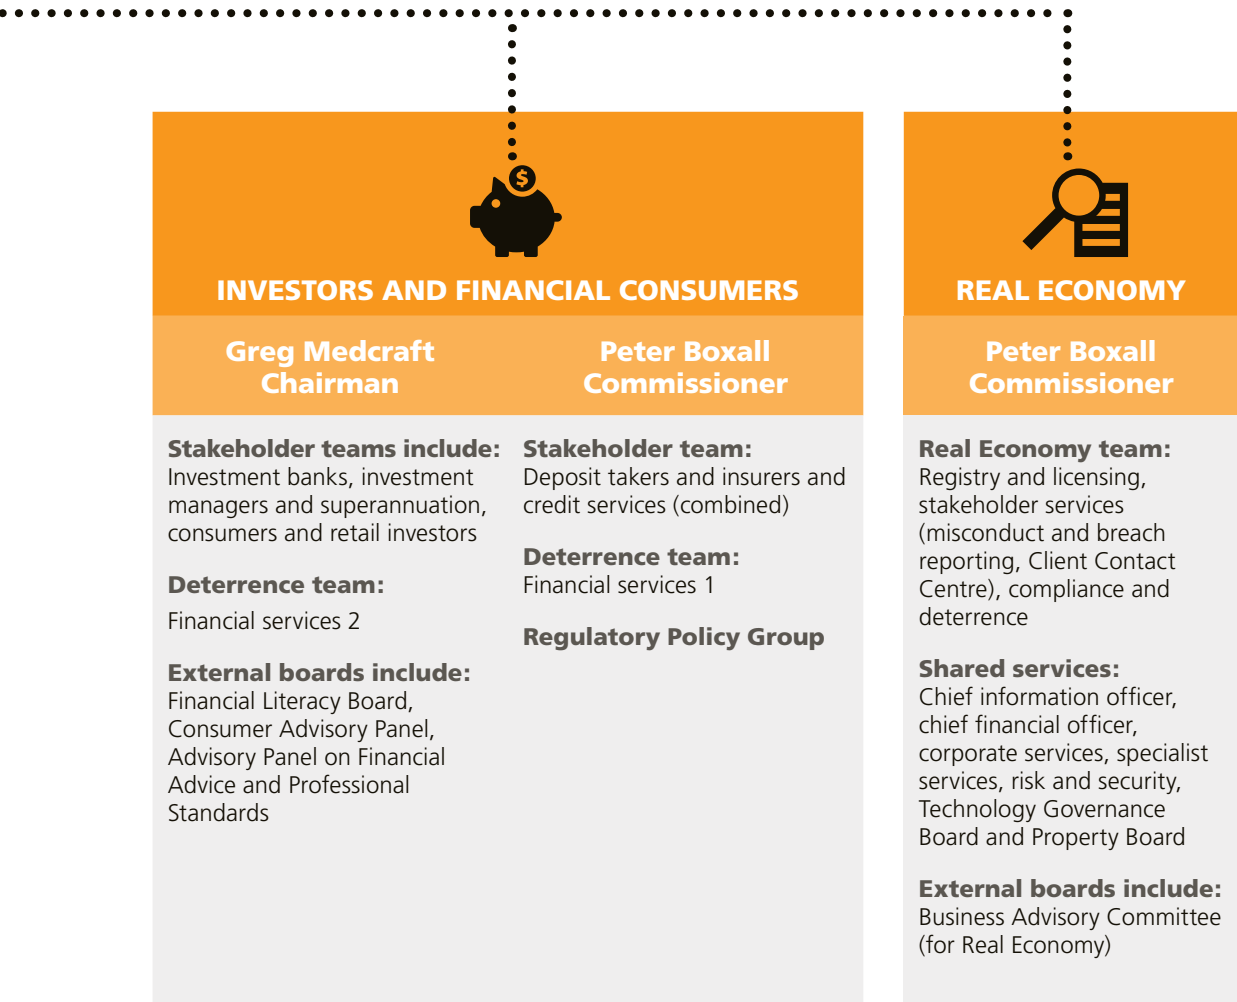 $
INVESTORS AND FINANCIAL CONSUMERS
Greg Medcraft
Chairman
Stakeholder teams include:
Investment banks, investment
managers and superannuation,
consumers and retail investors
Deterrence team:
Financial services 2
External boards include:
Financial Literacy Board,
Consumer Advisory Panel,
Advisory Panel on Financial
Advice and Professional
Standards
Peter Boxall
Commissioner
Stakeholder team:
Deposit takers and insurers and
credit services (combined)
Deterrence team:
Financial services 1
Regulatory Policy Group
REAL ECONOMY
Peter Boxall
Commissioner
Real Economy team:
Registry and licensing,
stakeholder services
(misconduct and breach
reporting, Client Contact
Centre), compliance and
deterrence
Shared services:
Chief information officer,
chief financial officer,
corporate services, specialist
services, risk and security,
Technology Governance
Board and Property Board
External boards include:
Business Advisory Committee
(for Real Economy)